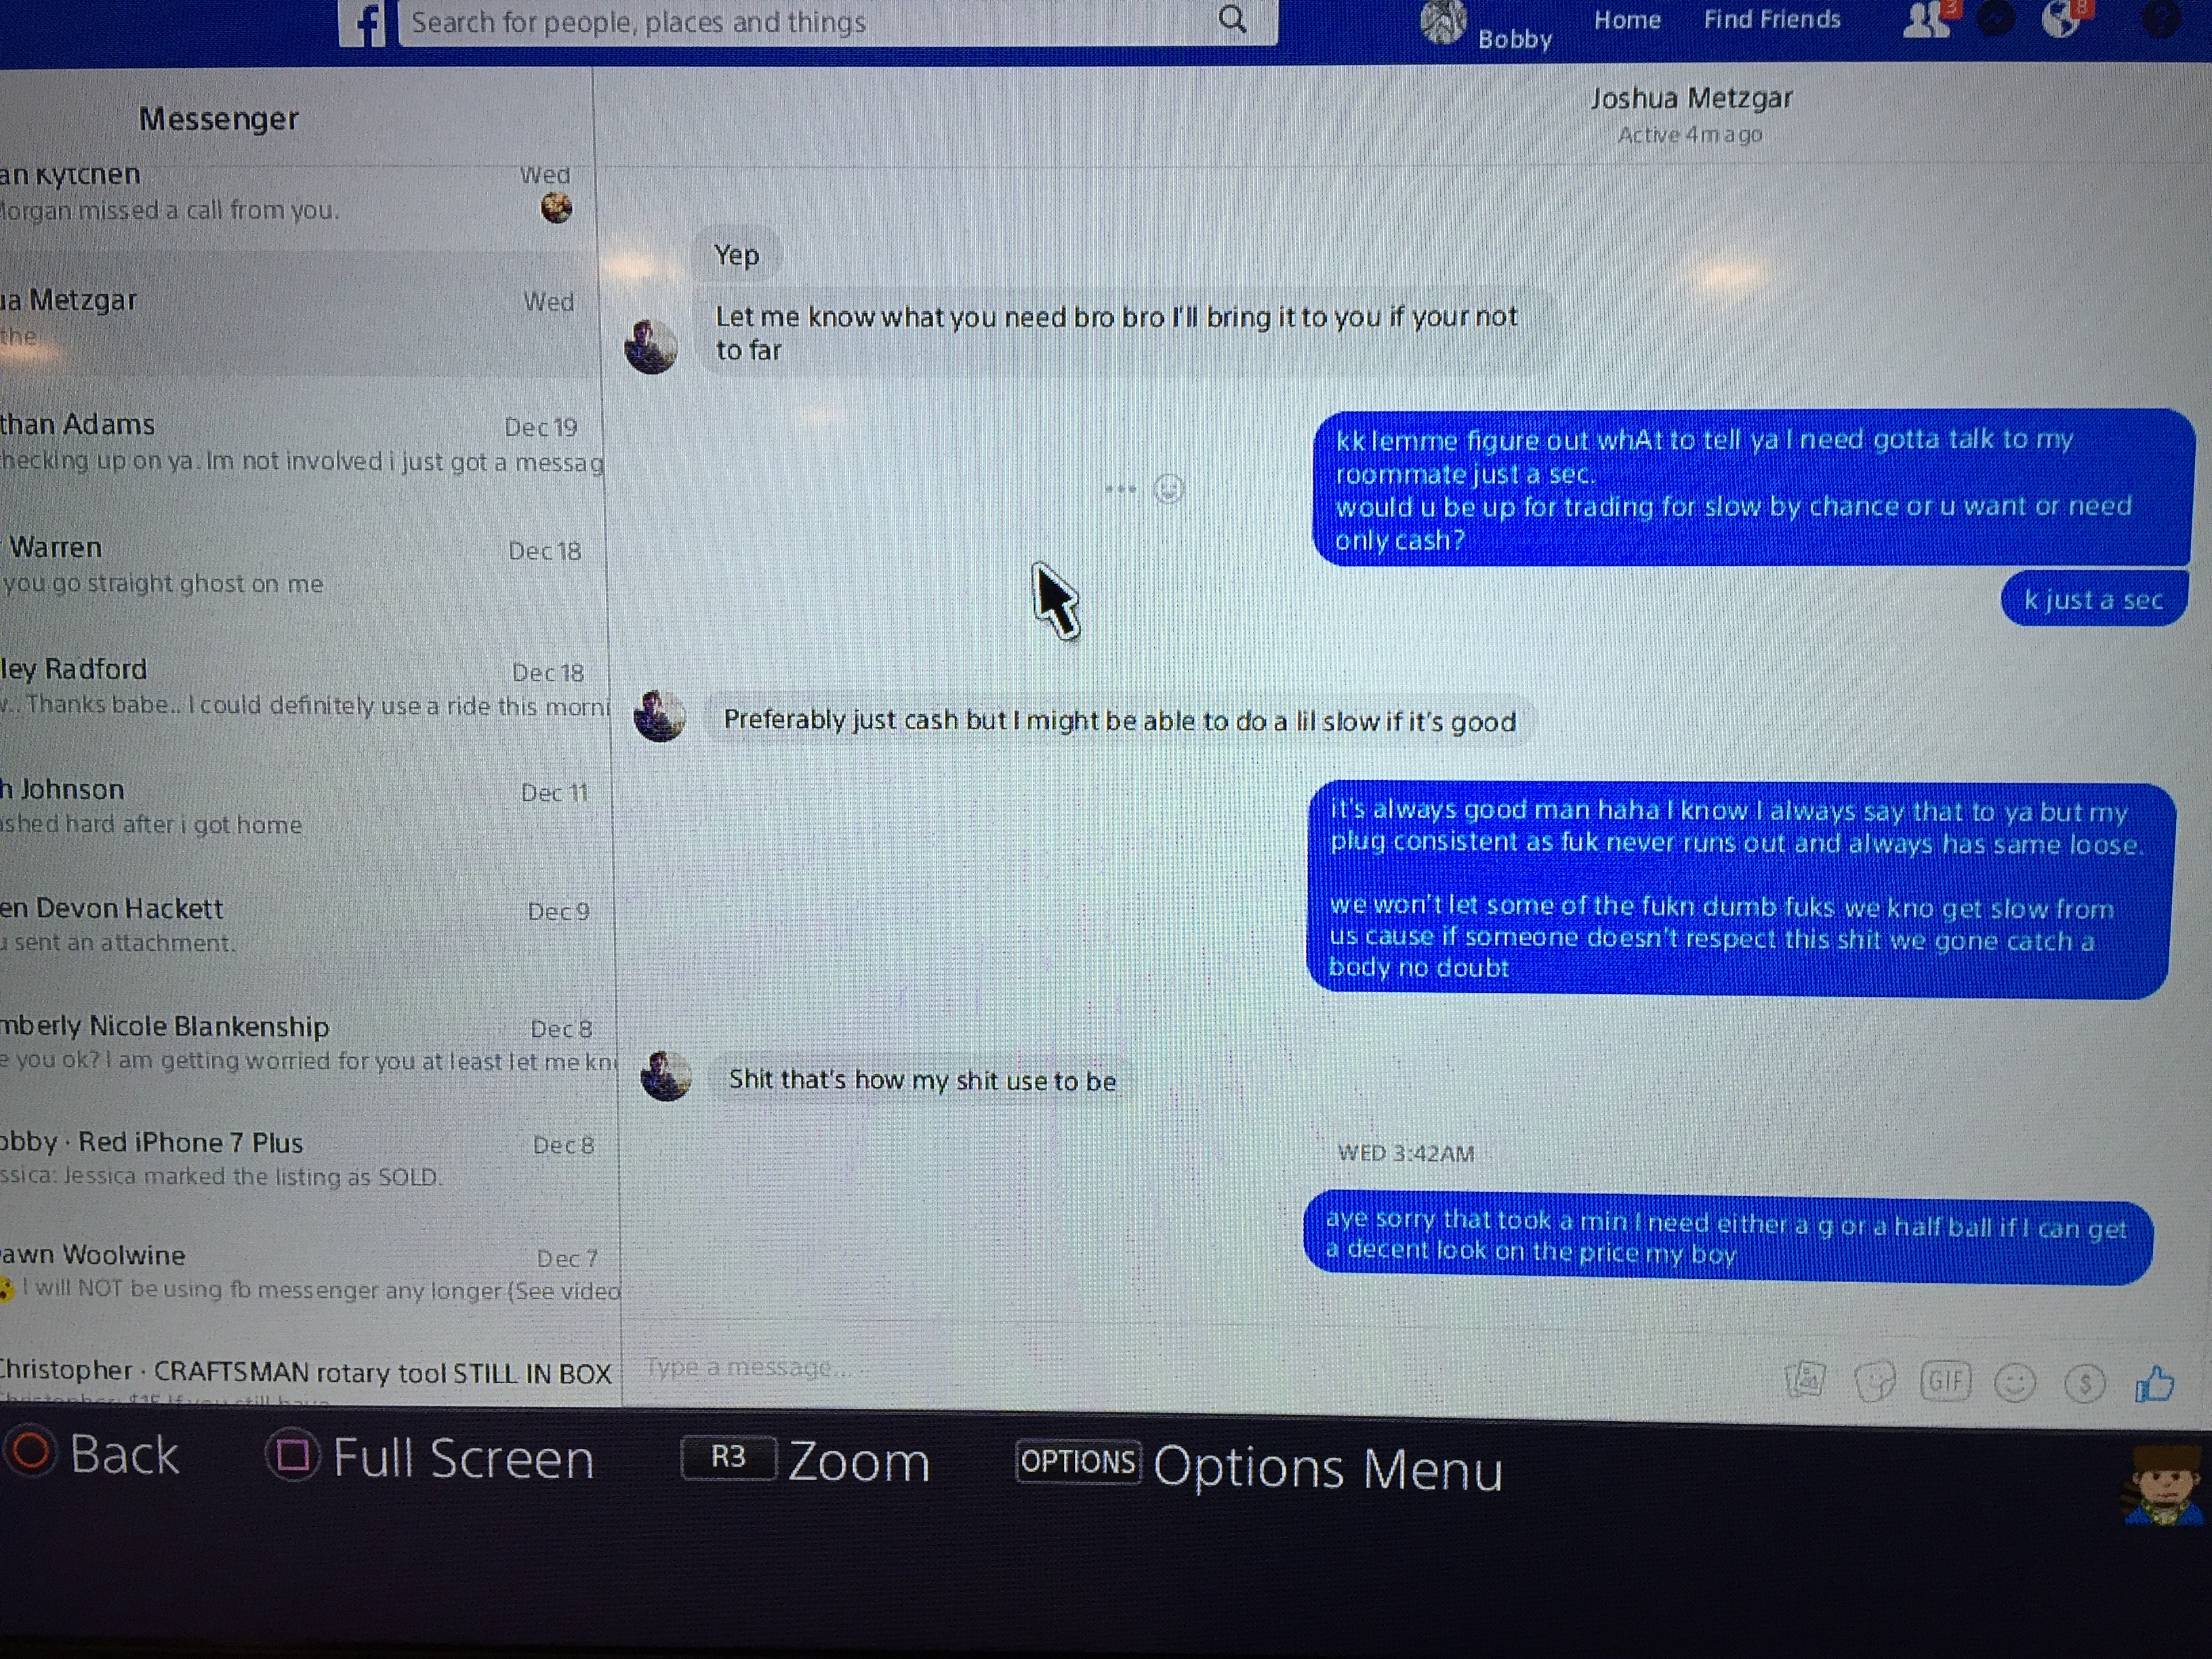 f
Search for people, places and things
Bobby
Home
Find Friends
3
8
Messenger
Joshua Metzgar
Active 4m ago
an Kytchen
Wed
Morgan missed a call from you.
ua Metzgar
Wed
the
than Adams
Dec 19
hecking up on ya. Im not involved i just got a messag
Warren
Dec 18
you go straight ghost on me
ley Radford
Dec 18
.. Thanks babe.. I could definitely use a ride this morni
h Johnson
Dec 11
ashed hard after i got home
en Devon Hackett
Dec 9
u sent an attachment.
mberly Nicole Blankenship
Dec 8
e you ok? I am getting worried for you at least let me kn
obby · Red iPhone 7 Plus
Dec 8
ssica: Jessica marked the listing as SOLD.
awn Woolwine
Dec 7
I will NOT be using fb messenger any longer (See video
Christopher · CRAFTSMAN rotary tool STILL IN BOX
Yep
Let me know what you need bro bro I'll bring it to you if your not
to far
kk lemme figure out whAt to tell ya I need gotta talk to my
roommate just a sec.
would u be up for trading for slow by chance or u want or need
only cash?
k just a sec
Preferably just cash but I might be able to do a lil slow if it's good
it's always good man haha I know I always say that to ya but my
plug consistent as fuk never runs out and always has same loose.
we won't let some of the fukn dumb fuks we kno get slow from
us cause if someone doesn't respect this shit we gone catch a
body no doubt
Shit that's how my shit use to be
WED 3:42AM
aye sorry that took a min I need either a g or a half ball if I can get
a decent look on the price my boy
Type a message...
GIF
$
Back
Full Screen
R3
Zoom
OPTIONS
Options Menu